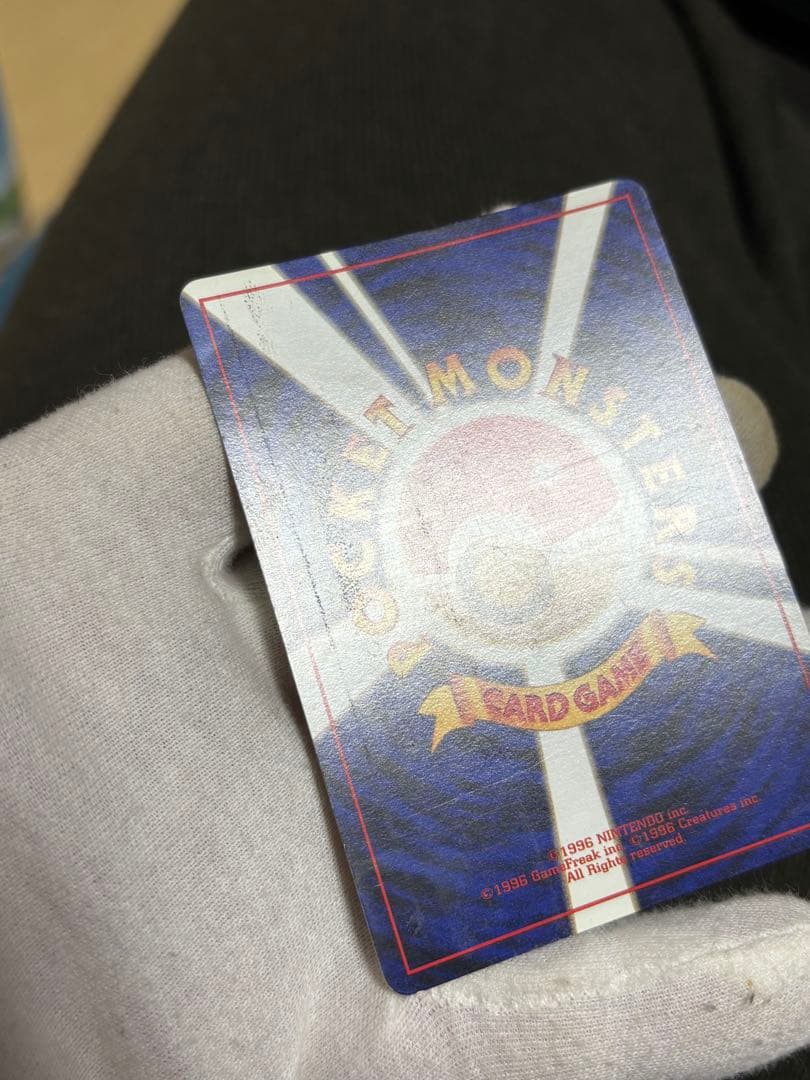 POCKET MONSTERS
CARD GAME
©1996 NINTENDO inc.
©1996 GameFreak inc. ©1996 Creatures inc.
All Rights reserved.